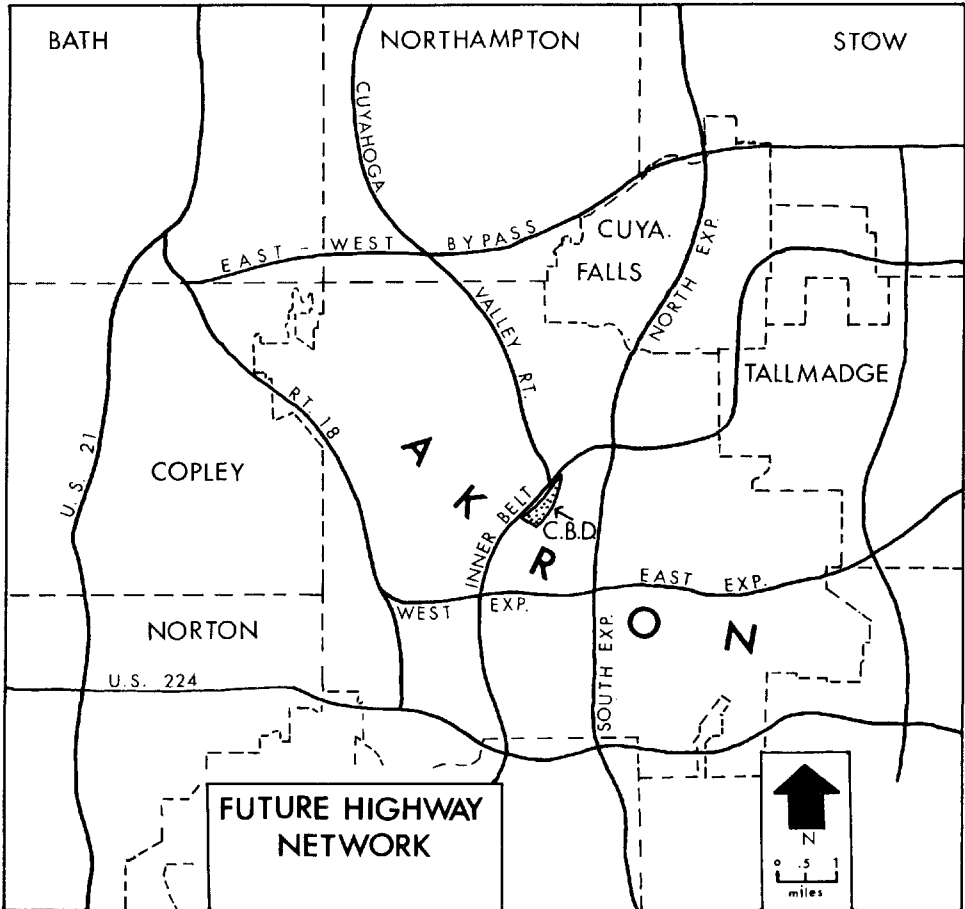 BATH
NORTHAMPTON
STOW
CUYAHOGA
VALLEY RT.
EAST - WEST BYPASS
CUYA.
FALLS
NORTH EXP.
TALLMADGE
RT. 18
U.S. 21
COPLEY
A K R O N
INNER BELT
C.B.D.
WEST EXP.
EAST EXP.
NORTON
SOUTH EXP.
U.S. 224
FUTURE HIGHWAY
NETWORK
N
0 .5 1
miles